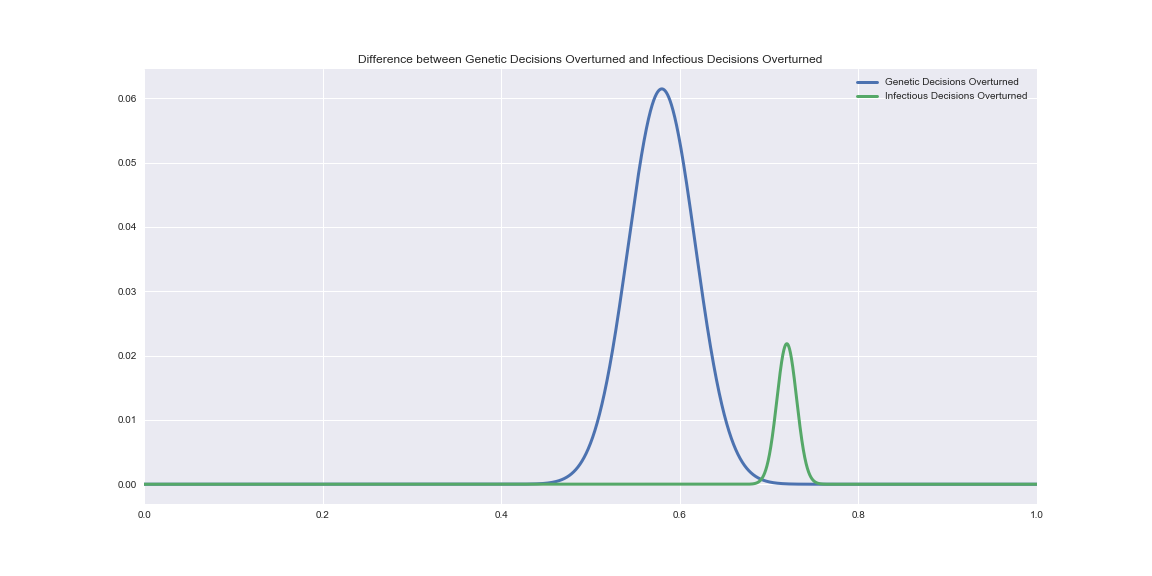 Difference between Genetic Decisions Overturned and Infectious Decisions Overturned
Genetic Decisions Overturned
Infectious Decisions Overturned
0.06
0.05
0.04
0.03
0.02
0.01
0.00
0.0 0.2 0.4 0.6 0.8 1.0